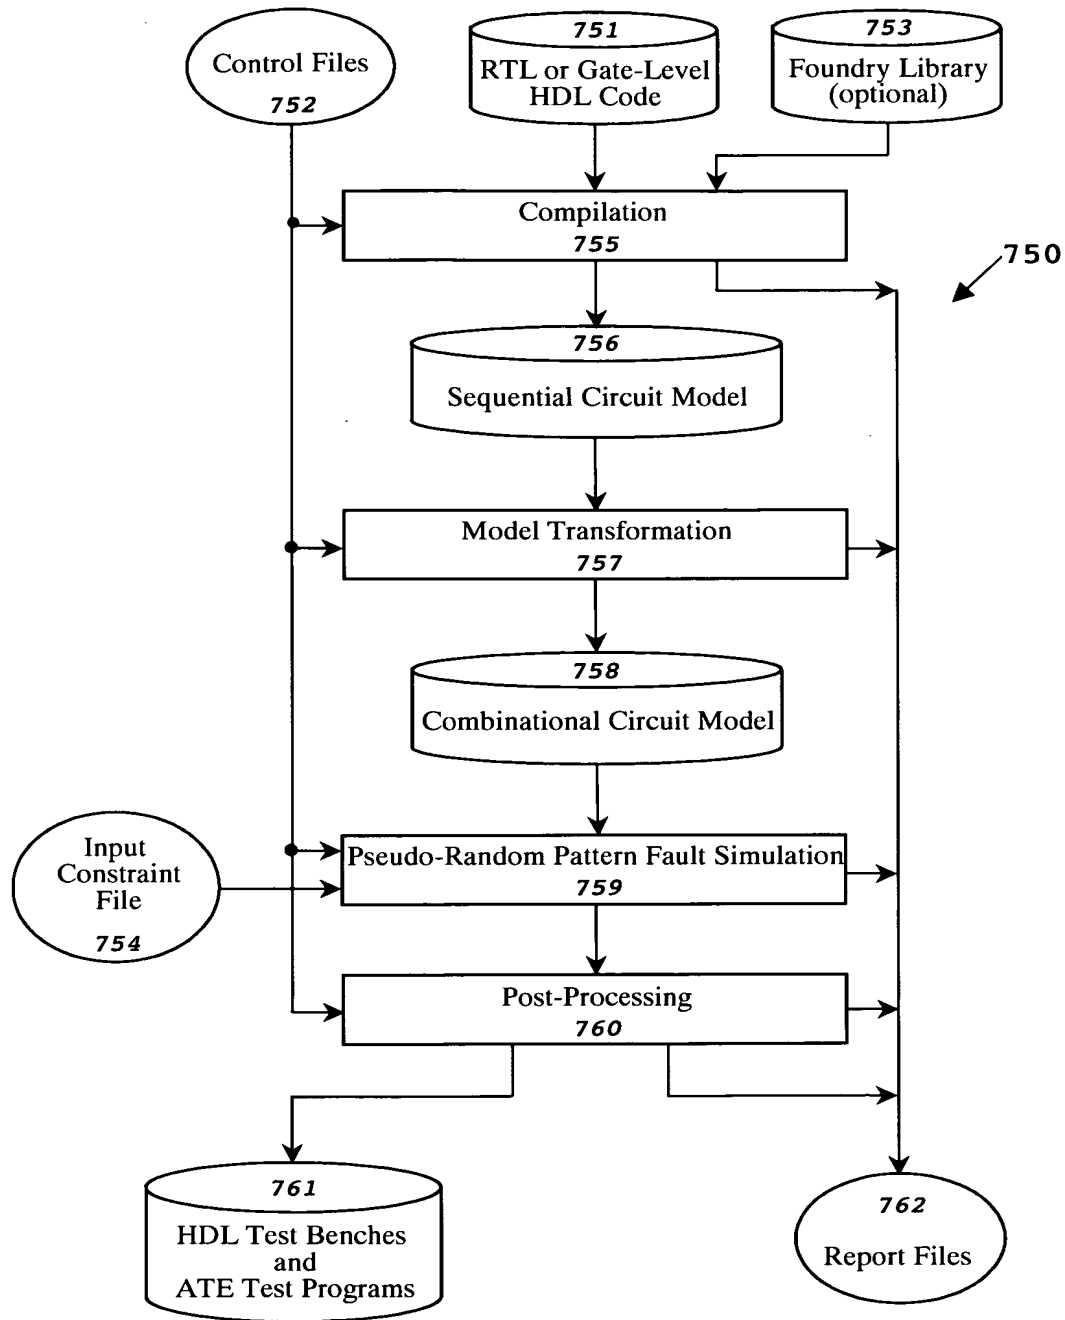 Control Files
752
751
RTL or Gate-Level
HDL Code
753
Foundry Library
(optional)
Compilation
755
750
756
Sequential Circuit Model
Model Transformation
757
758
Combinational Circuit Model
Input
Constraint
File
754
Pseudo-Random Pattern Fault Simulation
759
Post-Processing
760
761
HDL Test Benches
and
ATE Test Programs
762
Report Files